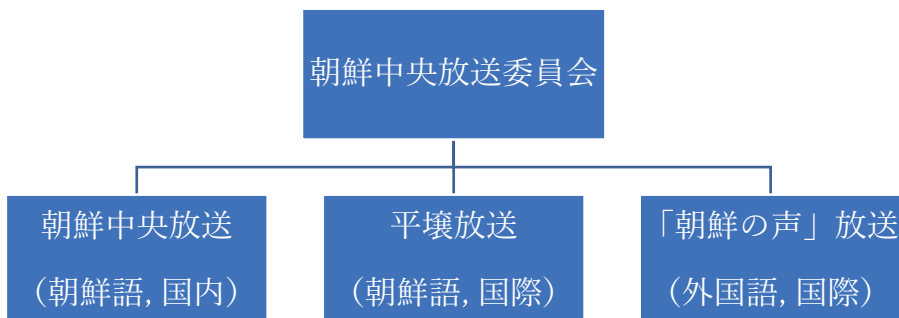 朝鮮中央放送委員会
朝鮮中央放送
（朝鮮語, 国内）
平壌放送
（朝鮮語, 国際）
「朝鮮の声」放送
（外国語, 国際）